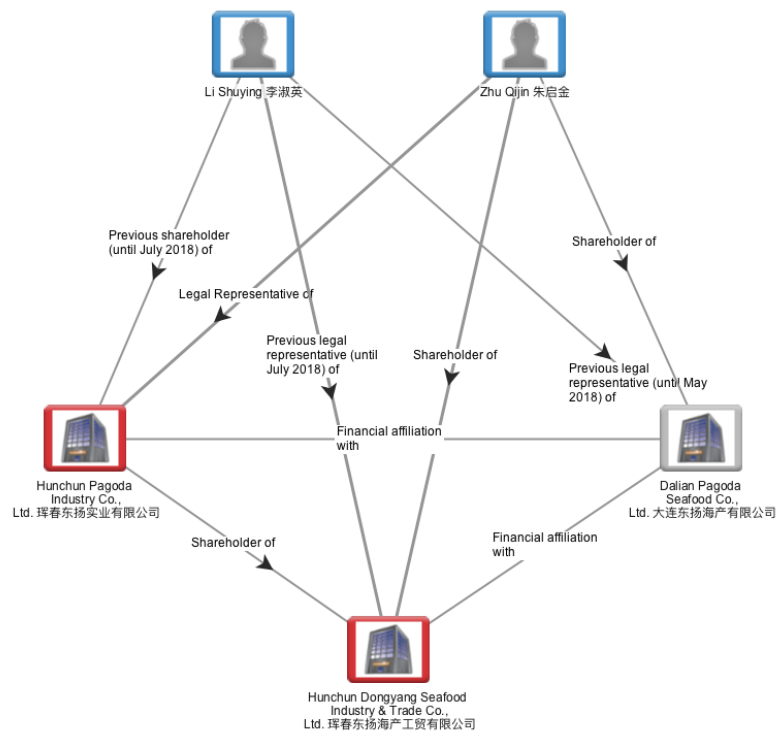 Li Shuying 李淑英
Zhu Qijin 朱启金
Previous shareholder
(until July 2018) of
Shareholder of
Legal Representative of
Previous legal
representative (until
July 2018) of
Shareholder of
Previous legal
representative (until May
2018) of
Financial affiliation
with
Hunchun Pagoda
Industry Co.,
Ltd. 珲春东扬实业有限公司
Dalian Pagoda
Seafood Co.,
Ltd. 大连东扬海产有限公司
Shareholder of
Financial affiliation
with
Hunchun Dongyang Seafood
Industry & Trade Co.,
Ltd. 珲春东扬海产工贸有限公司